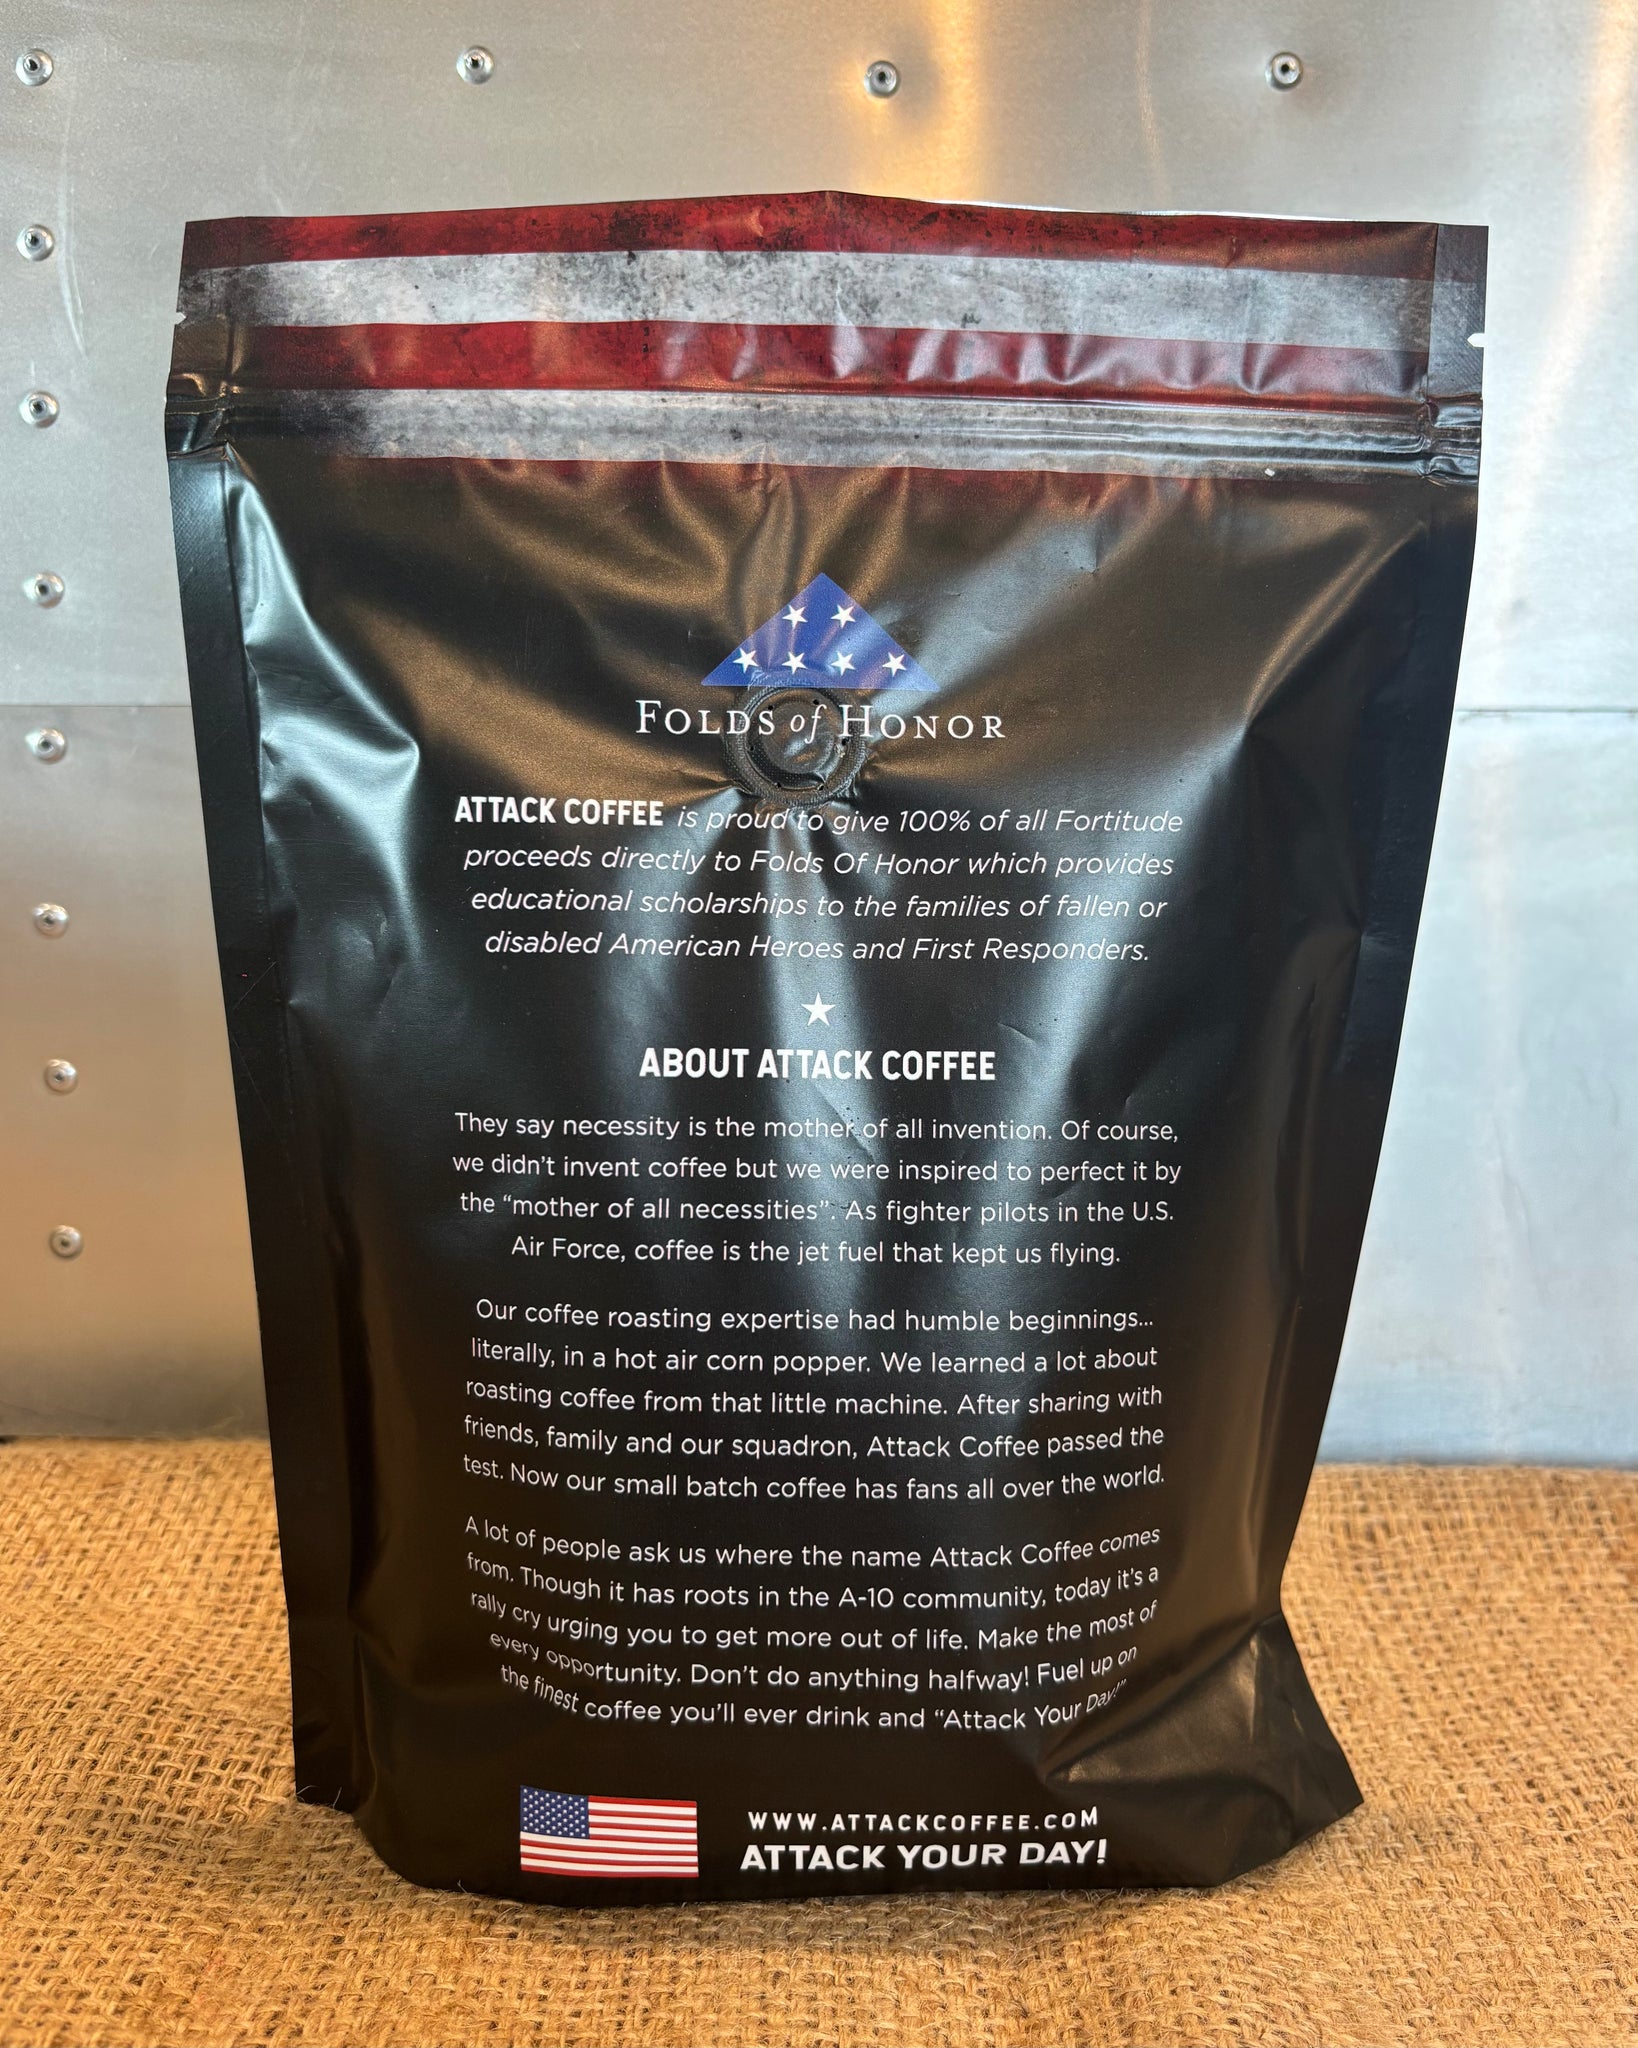 FOLDS of HONOR
ATTACK COFFEE is proud to give 100% of all Fortitude
proceeds directly to Folds Of Honor which provides
educational scholarships to the families of fallen or
disabled American Heroes and First Responders.
ABOUT ATTACK COFFEE
They say necessity is the mother of all invention. Of course,
we didn't invent coffee but we were inspired to perfect it by
the “mother of all necessities”. As fighter pilots in the U.S.
Air Force, coffee is the jet fuel that kept us flying.
Our coffee roasting expertise had humble beginnings...
literally, in a hot air corn popper. We learned a lot about
roasting coffee from that little machine. After sharing with
friends, family and our squadron, Attack Coffee passed the
test. Now our small batch coffee has fans all over the world.
A lot of people ask us where the name Attack Coffee comes
from. Though it has roots in the A-10 community, today it's a
rally cry urging you to get more out of life. Make the most of
every opportunity. Don't do anything halfway! Fuel up on
the finest coffee you'll ever drink and “Attack Your Day!”
WWW.ATTACKCOFFEE.COM
ATTACK YOUR DAY!